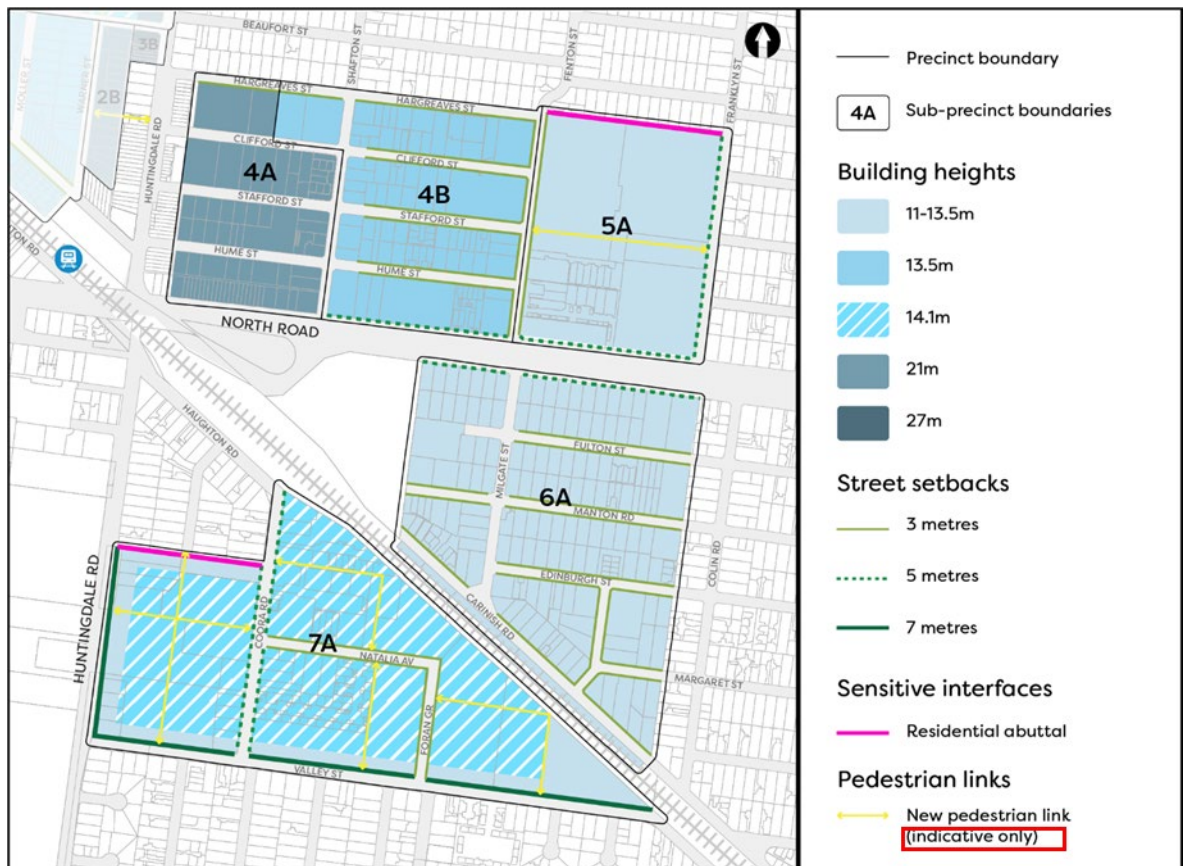 BEAUFORT ST
SHAFTON ST
FENTON ST
FRANKLYN ST
3B
MOLLER ST
WARNER ST
2B
HUNTINGDALE RD
HARGREAVES ST
HARGREAVES ST
CLIFFORD ST
CLIFFORD ST
4A
4B
5A
STAFFORD ST
STAFFORD ST
HUME ST
HUME ST
NORTH ROAD
HAUGHTON RD
MILGATE ST
FULTON ST
6A
MANTON RD
COLIN RD
EDINBURGH ST
CARINISH RD
MARGARET ST
HUNTINGDALE RD
COORA RD
7A
NATALIA AV
FORAN GR
VALLEY ST
Precinct boundary
4A
Sub-precinct boundaries
Building heights
11-13.5m
13.5m
14.1m
21m
27m
Street setbacks
3 metres
5 metres
7 metres
Sensitive interfaces
Residential abuttal
Pedestrian links
New pedestrian link
(indicative only)